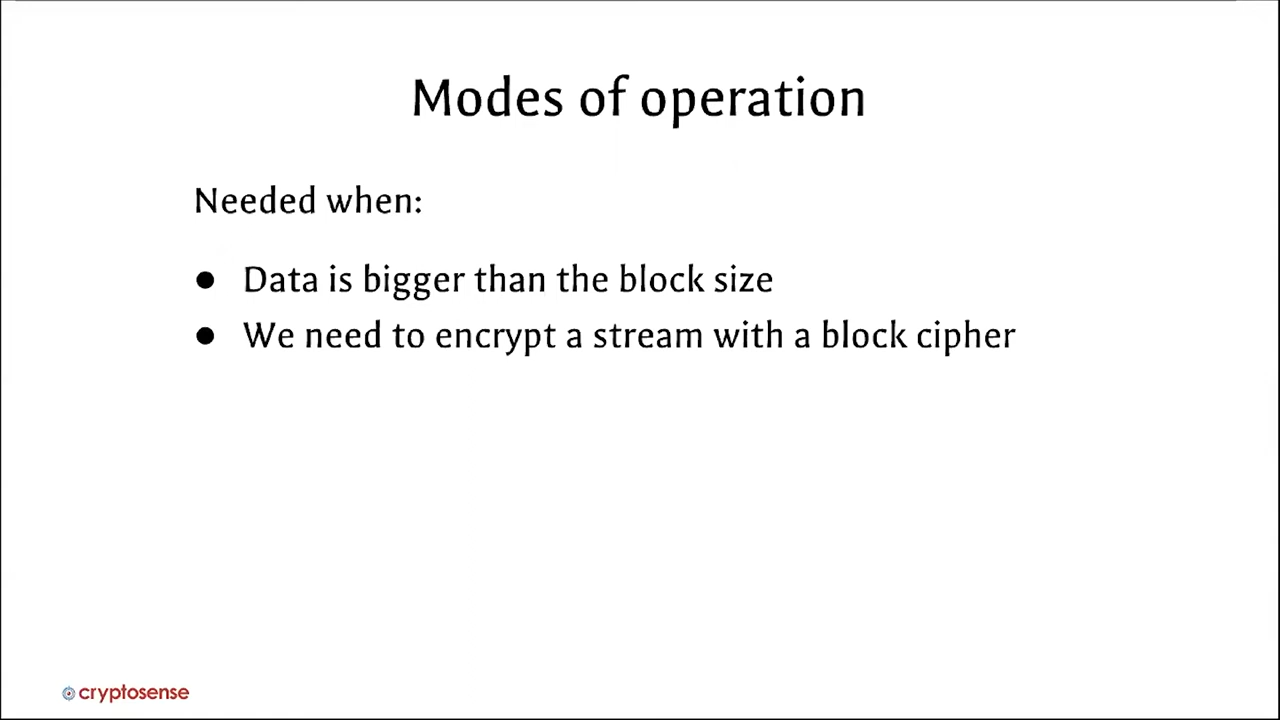 Modes of operation
Needed when:
● Data is bigger than the block size
● We need to encrypt a stream with a block cipher
cryptosense